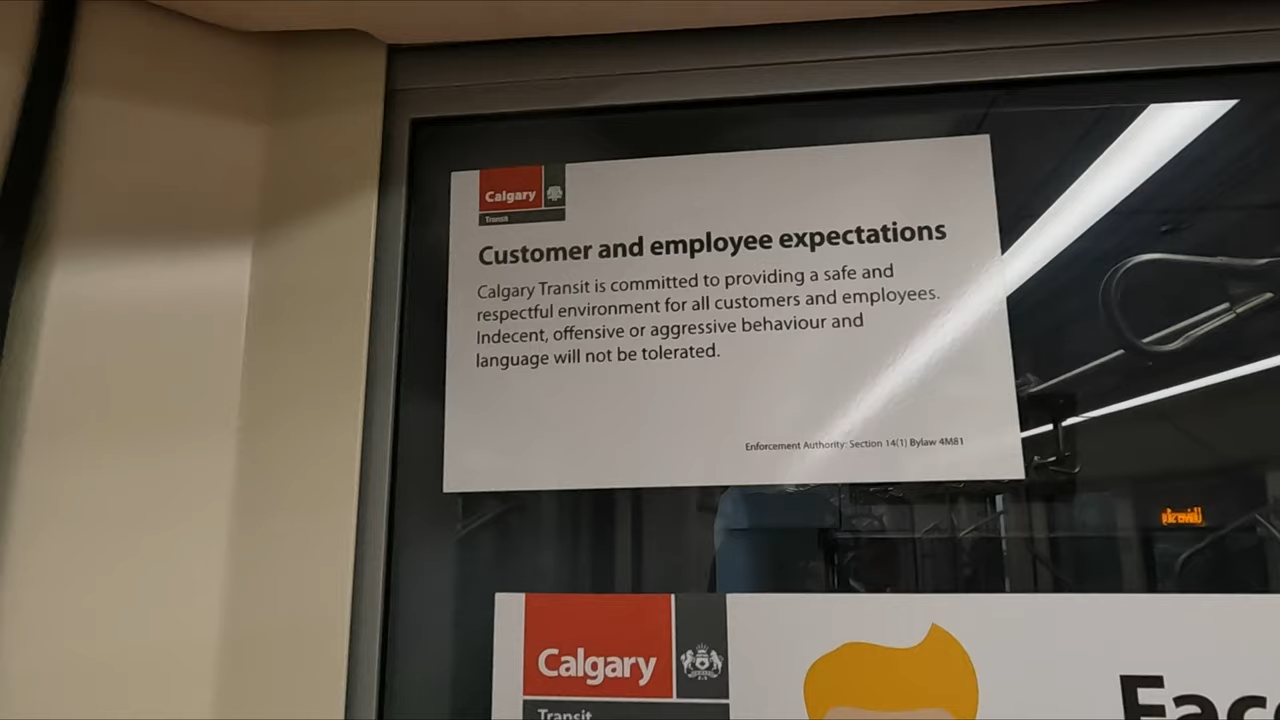 Calgary
Transit
Customer and employee expectations
Calgary Transit is committed to providing a safe and
respectful environment for all customers and employees.
Indecent, offensive or aggressive behaviour and
language will not be tolerated.
Enforcement Authority: Section 14(1) Bylaw 4M81
Calgary
Transit
Fac